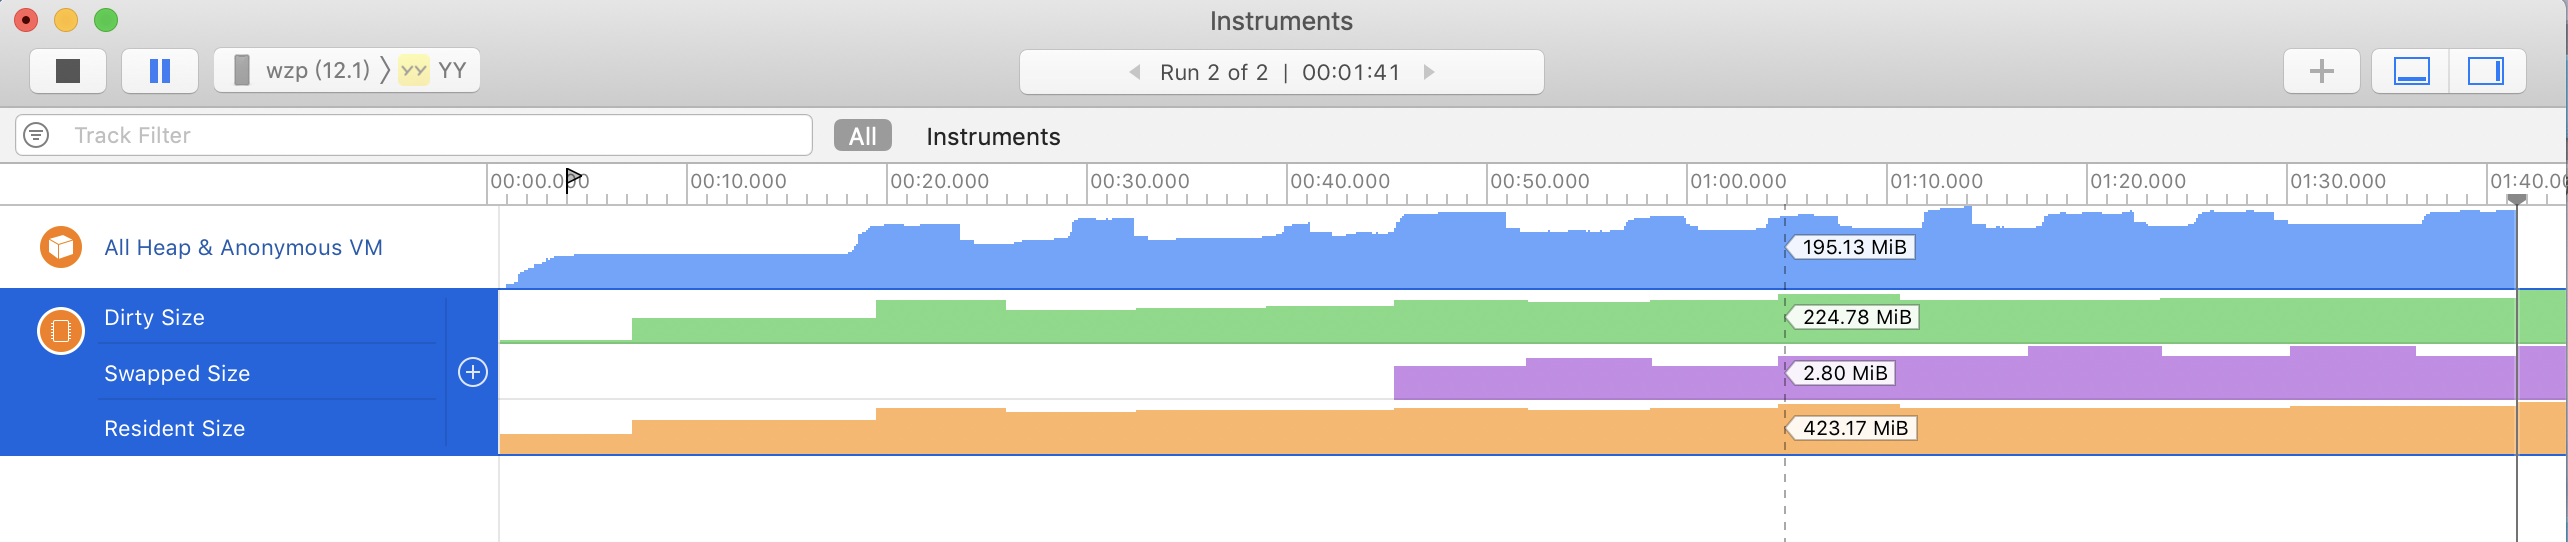 Instruments
wzp (12.1) 〉 YY YY
Run 2 of 2 | 00:01:41
Track Filter
All Instruments
00:00.000 00:10.000 00:20.000 00:30.000 00:40.000 00:50.000 01:00.000 01:10.000 01:20.000 01:30.000 01:40.0
All Heap & Anonymous VM
195.13 MiB
Dirty Size
224.78 MiB
Swapped Size
2.80 MiB
Resident Size
423.17 MiB